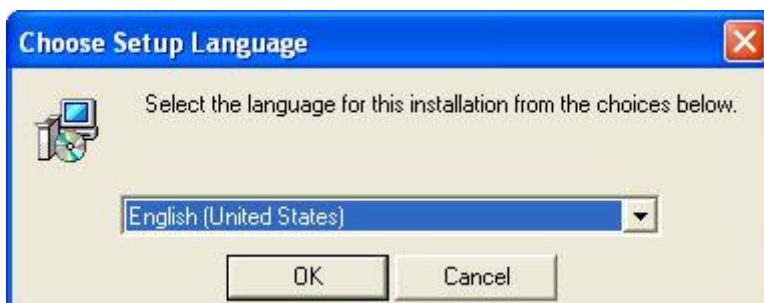 Choose Setup Language
Select the language for this installation from the choices below.
English (United States)
OK
Cancel